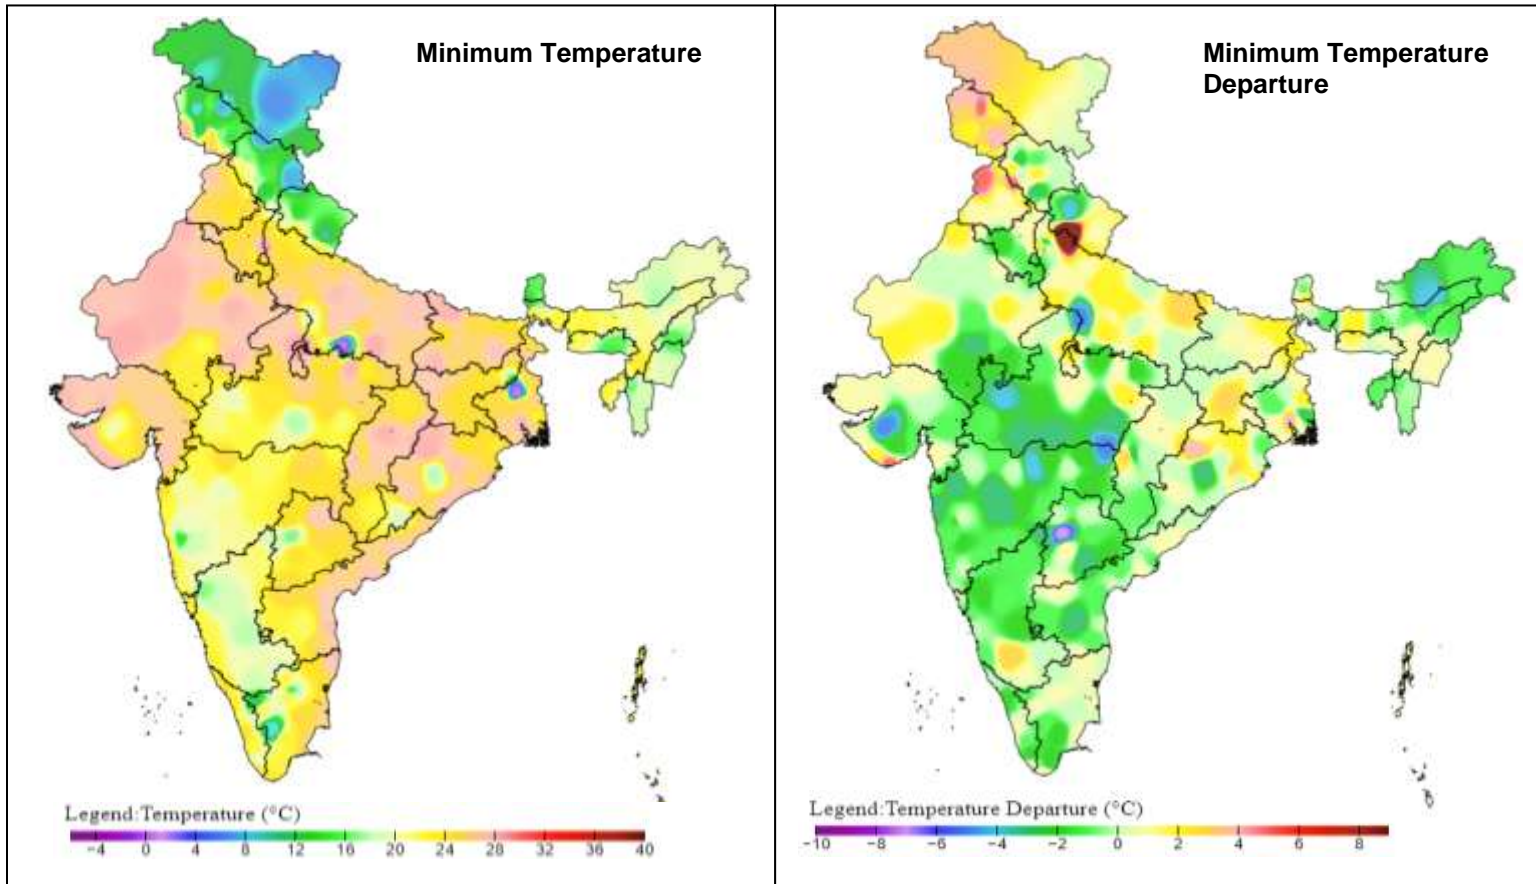 Minimum Temperature
Legend:Temperature (°C)
−4 0 4 8 12 16 20 24 28 32 36 40
Minimum Temperature
Departure
Legend:Temperature Departure (°C)
−10 −8 −6 −4 −2 0 2 4 6 8